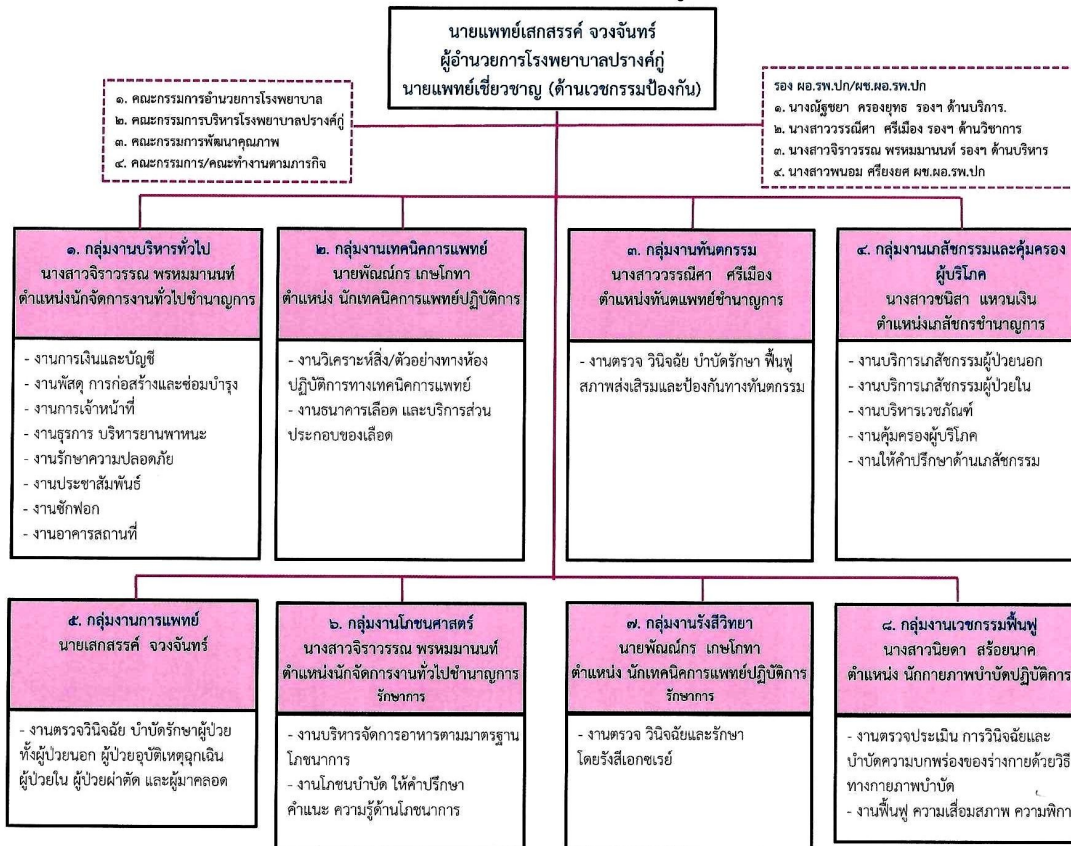 นายแพทย์เสกสรรค์ จวงจันทร์
ผู้อำนวยการโรงพยาบาลปรางค์กู่
นายแพทย์เชี่ยวชาญ (ด้านเวชกรรมป้องกัน)
๑. คณะกรรมการอำนวยการโรงพยาบาล
๒. คณะกรรมการบริหารโรงพยาบาลปรางค์กู่
๓. คณะกรรมการพัฒนาคุณภาพ
๔. คณะกรรมการ/คณะทำงานตามภารกิจ
รอง ผอ.รพ.ปก/ผช.ผอ.รพ.ปก
๑. นางณัฐชยา ครองยุทธ รองฯ ด้านบริการ.
๒. นางสาววรรณีศา ศรีเมือง รองฯ ด้านวิชาการ
๓. นางสาวจิราวรรณ พรหมมานนท์ รองฯ ด้านบริหาร
๔. นางสาวพนอม ศรียงยศ ผช.ผอ.รพ.ปก
๑. กลุ่มงานบริหารทั่วไป
นางสาวจิราวรรณ พรหมมานนท์
ตำแหน่งนักจัดการงานทั่วไปชำนาญการ
- งานการเงินและบัญชี
- งานพัสดุ การก่อสร้างและซ่อมบำรุง
- งานการเจ้าหน้าที่
- งานธุรการ บริหารยานพาหนะ
- งานรักษาความปลอดภัย
- งานประชาสัมพันธ์
- งานซักฟอก
- งานอาคารสถานที่
๒. กลุ่มงานเทคนิคการแพทย์
นายพัณณ์กร เกษโกทา
ตำแหน่ง นักเทคนิคการแพทย์ปฏิบัติการ
- งานวิเคราะห์สิ่ง/ตัวอย่างทางห้อง
ปฏิบัติการทางเทคนิคการแพทย์
- งานธนาคารเลือด และบริการส่วน
ประกอบของเลือด
๓. กลุ่มงานทันตกรรม
นางสาววรรณีศา ศรีเมือง
ตำแหน่งทันตแพทย์ชำนาญการ
- งานตรวจ วินิจฉัย บำบัดรักษา ฟื้นฟู
สภาพส่งเสิรมและป้องกันทางทันตกรรม
๔. กลุ่มงานเภสัชกรรมและคุ้มครอง
ผู้บริโภค
นางสาวชนิสา แหวนเงิน
ตำแหน่งเภสัชกรชำนาญการ
- งานบริการเภสัชกรรมผู้ป่วยนอก
- งานบริการเภสัชกรรมผู้ป่วยใน
- งานบริหารเวชภัณฑ์
- งานคุ้มครองผู้บริโภค
- งานให้คำปรึกษาด้านเภสัชกรรม
๕. กลุ่มงานการแพทย์
นายเสกสรรค์ จวงจันทร์
- งานตรวจวินิจฉัย บำบัดรักษาผู้ป่วย
ทั้งผู้ป่วยนอก ผู้ป่วยอุบัติเหตุฉุกเฉิน
ผู้ป่วยใน ผู้ป่วยผ่าตัด และผู้มาคลอด
๖. กลุ่มงานโภชนศาสตร์
นางสาวจิราวรรณ พรหมมานนท์
ตำแหน่งนักจัดการงานทั่วไปชำนาญการ
รักษาการ
- งานบริหารจัดการอาหารตามมาตรฐาน
โภชนาการ
- งานโภชนบำบัด ให้คำปรึกษา
คำแนะ ความรู้ด้านโภชนาการ
๗. กลุ่มงานรังสีวิทยา
นายพัณณ์กร เกษโกทา
ตำแหน่ง นักเทคนิคการแพทย์ปฏิบัติการ
รักษาการ
- งานตรวจ วินิจฉัยและรักษา
โดยรังสีเอกซเรย์
๘. กลุ่มงานเวชกรรมฟื้นฟู
นางสาวนิยดา สร้อยนาค
ตำแหน่ง นักกายภาพบำบัดปฏิบัติการ
- งานตรวจประเมิน การวินิจฉัยและ
บำบัดความบกพร่องของร่างกายด้วยวิธี
ทางกายภาพบำบัด
- งานฟื้นฟู ความเสื่อมสภาพ ความพิกา